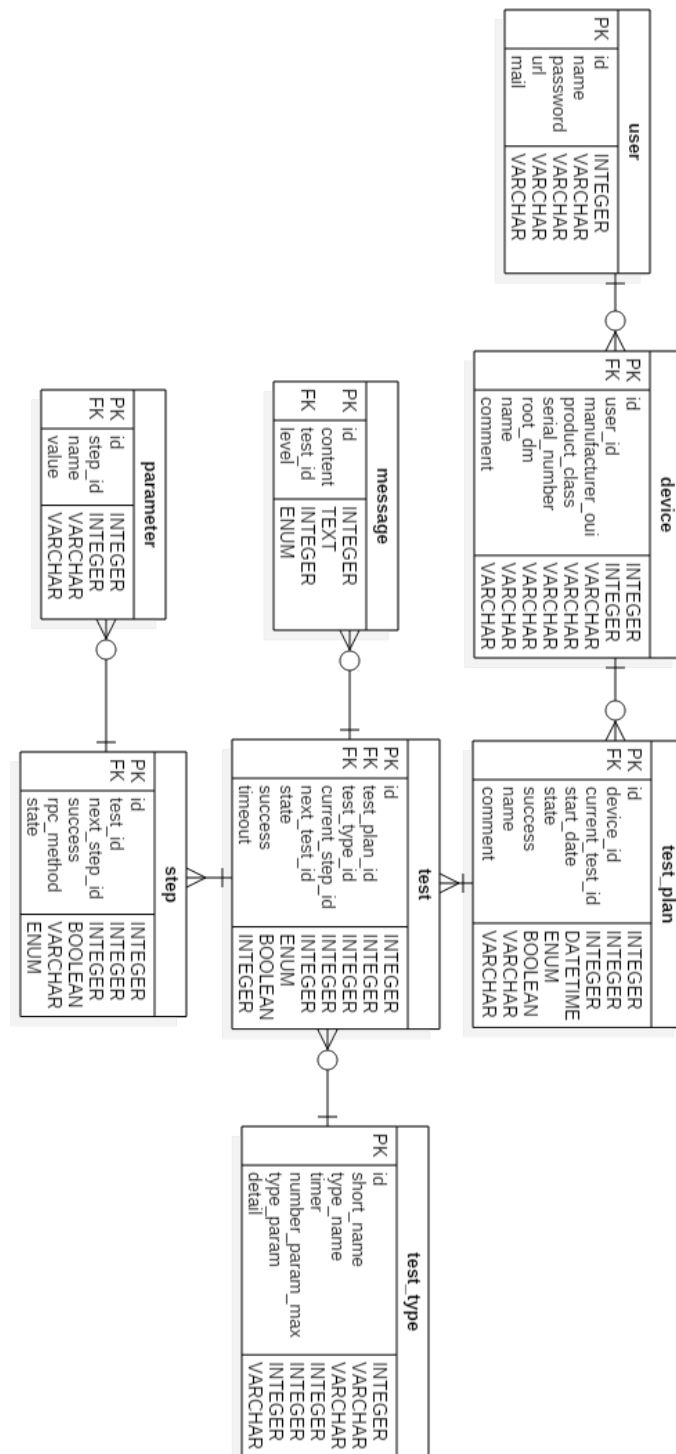 user
PK id INTEGER
name VARCHAR
password VARCHAR
url VARCHAR
mail VARCHAR
device
PK id INTEGER
FK user_id INTEGER
manufacturer_oui VARCHAR
product_class VARCHAR
serial_number VARCHAR
root_dm VARCHAR
name VARCHAR
comment VARCHAR
test_plan
PK id INTEGER
FK device_id INTEGER
current_test_id INTEGER
start_date DATETIME
state ENUM
success BOOLEAN
name VARCHAR
comment VARCHAR
message
PK id INTEGER
content TEXT
FK test_id INTEGER
level ENUM
test
PK id INTEGER
FK test_plan_id INTEGER
FK test_type_id INTEGER
current_step_id INTEGER
next_test_id INTEGER
state ENUM
success BOOLEAN
timeout INTEGER
test_type
PK id INTEGER
short_name VARCHAR
type_name VARCHAR
timer INTEGER
number_param_max INTEGER
type_param INTEGER
detail VARCHAR
parameter
PK id INTEGER
FK step_id INTEGER
name VARCHAR
value VARCHAR
step
PK id INTEGER
FK test_id INTEGER
next_step_id INTEGER
success BOOLEAN
rpc_method VARCHAR
state ENUM